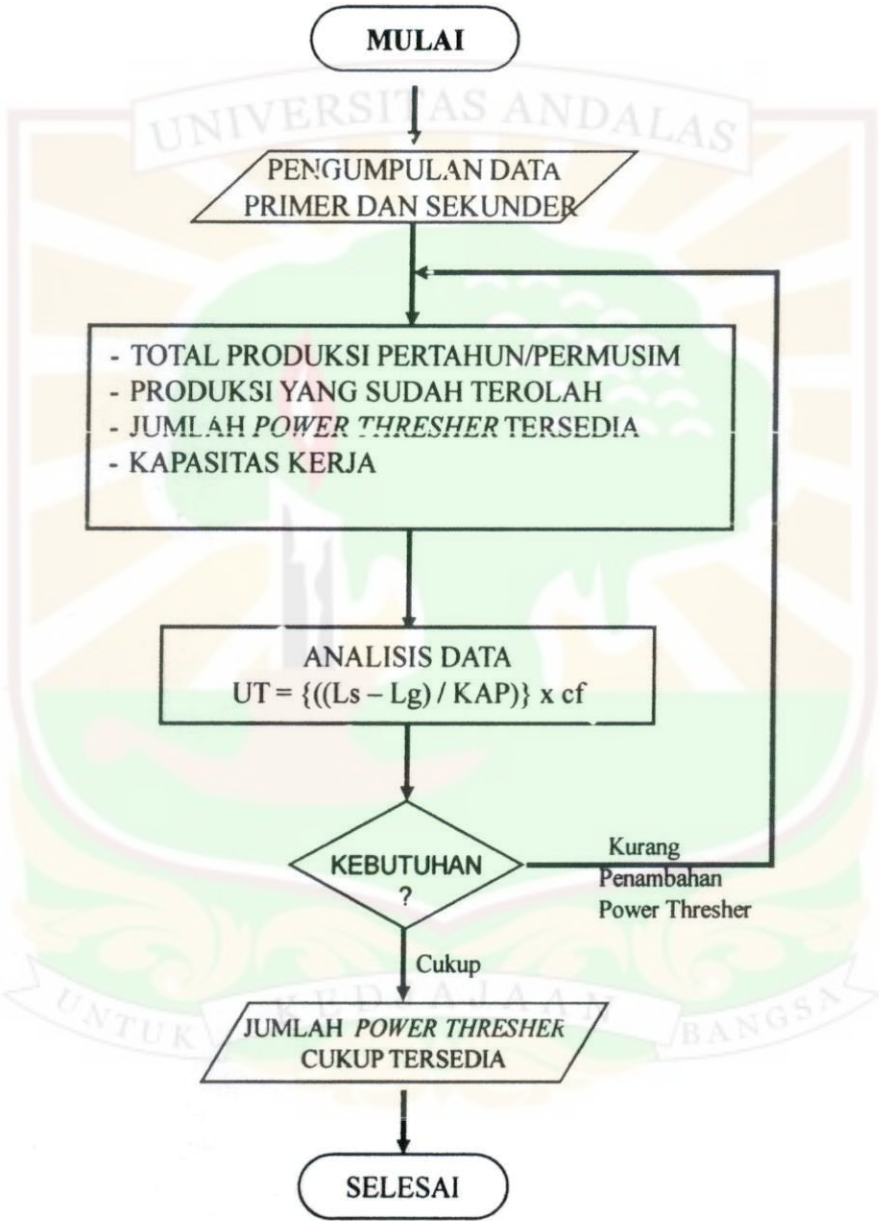 MULAI
UNIVERSITAS ANDALAS
PENGUMPULAN DATA
PRIMER DAN SEKUNDER
- TOTAL PRODUKSI PERTAHUN/PERMUSIM
- PRODUKSI YANG SUDAH TEROLAH
- JUMLAH POWER THRESHER TERSEDIA
- KAPASITAS KERJA
ANALISIS DATA
UT = {((Ls – Lg) / KAP)} x cf
KEBUTUHAN
?
Kurang
Penambahan
Power Thresher
Cukup
UNTUK KEDJAJAAN BANGSA
JUMLAH POWER THRESHER
CUKUP TERSEDIA
SELESAI